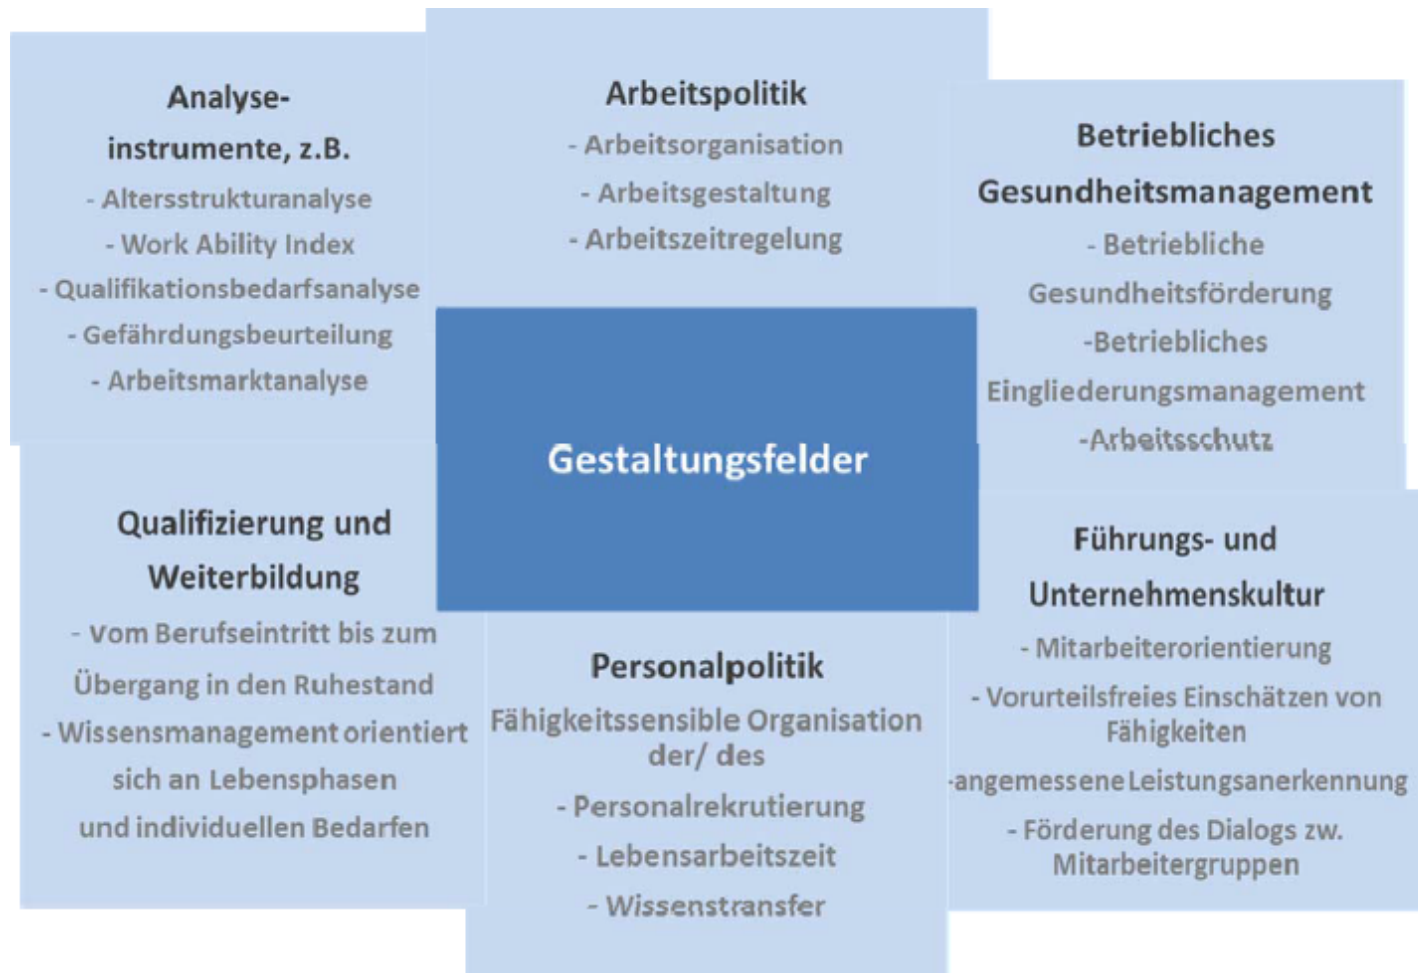 Analyse-
instrumente, z.B.
- Altersstrukturanalyse
- Work Ability Index
- Qualifikationsbedarfsanalyse
- Gefährdungsbeurteilung
- Arbeitsmarktanalyse
Arbeitspolitik
- Arbeitsorganisation
- Arbeitsgestaltung
- Arbeitszeitregelung
Betriebliches
Gesundheitsmanagement
- Betriebliche
Gesundheitsförderung
-Betriebliches
Eingliederungsmanagement
-Arbeitsschutz
Gestaltungsfelder
Qualifizierung und
Weiterbildung
- Vom Berufseintritt bis zum
Übergang in den Ruhestand
- Wissensmanagement orientiert
sich an Lebensphasen
und individuellen Bedarfen
Personalpolitik
Fähigkeitssensible Organisation
der/ des
- Personalrekrutierung
- Lebensarbeitszeit
- Wissenstransfer
Führungs- und
Unternehmenskultur
- Mitarbeiterorientierung
- Vorurteilsfreies Einschätzen von
Fähigkeiten
-angemessene Leistungsanerkennung
- Förderung des Dialogs zw.
Mitarbeitergruppen